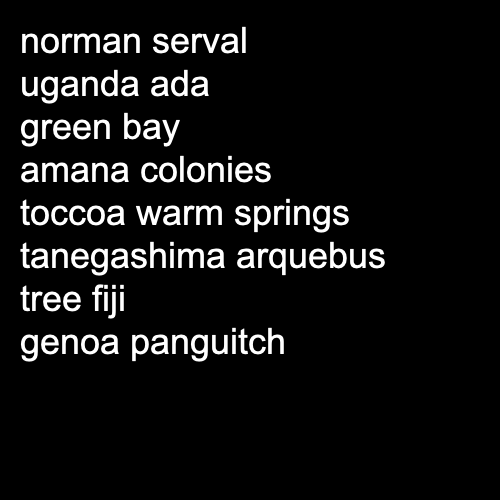 norman serval
uganda ada
green bay
amana colonies
toccoa warm springs
tanegashima arquebus
tree fiji
genoa panguitch